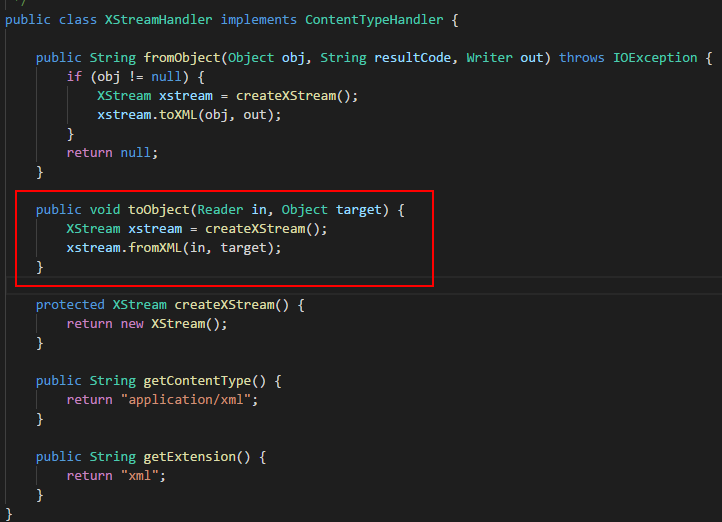 */
public class XStreamHandler implements ContentTypeHandler {
public String fromObject(Object obj, String resultCode, Writer out) throws IOException {
if (obj != null) {
XStream xstream = createXStream();
xstream.toXML(obj, out);
}
return null;
}
public void toObject(Reader in, Object target) {
XStream xstream = createXStream();
xstream.fromXML(in, target);
}
protected XStream createXStream() {
return new XStream();
}
public String getContentType() {
return "application/xml";
}
public String getExtension() {
return "xml";
}
}